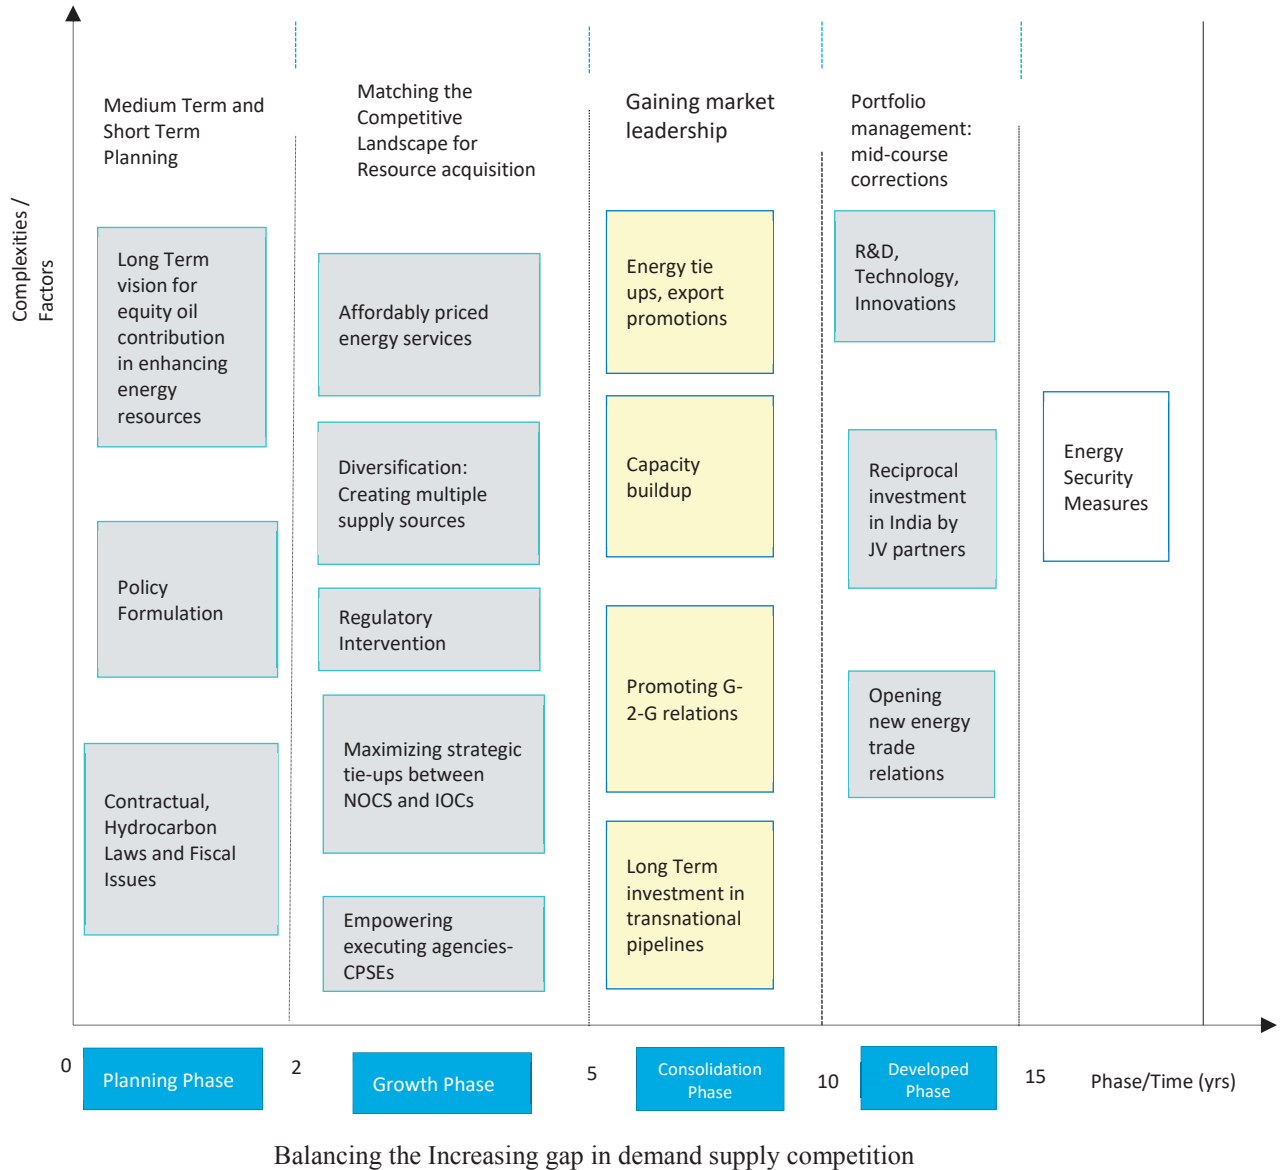 Complexities /
Factors
Medium Term and
Short Term
Planning
Long Term
vision for
equity oil
contribution
in enhancing
energy
resources
Policy
Formulation
Contractual,
Hydrocarbon
Laws and Fiscal
Issues
Matching the
Competitive
Landscape for
Resource acquisition
Affordably priced
energy services
Diversification:
Creating multiple
supply sources
Regulatory
Intervention
Maximizing strategic
tie-ups between
NOCS and IOCs
Empowering
executing agencies-
CPSEs
Gaining market
leadership
Energy tie
ups, export
promotions
Capacity
buildup
Promoting G-
2-G relations
Long Term
investment in
transnational
pipelines
Portfolio
management:
mid-course
corrections
R&D,
Technology,
Innovations
Reciprocal
investment
in India by
JV partners
Opening
new energy
trade
relations
Energy
Security
Measures
0
Planning Phase
2
Growth Phase
5
Consolidation
Phase
10
Developed
Phase
15
Phase/Time (yrs)
Balancing the Increasing gap in demand supply competition